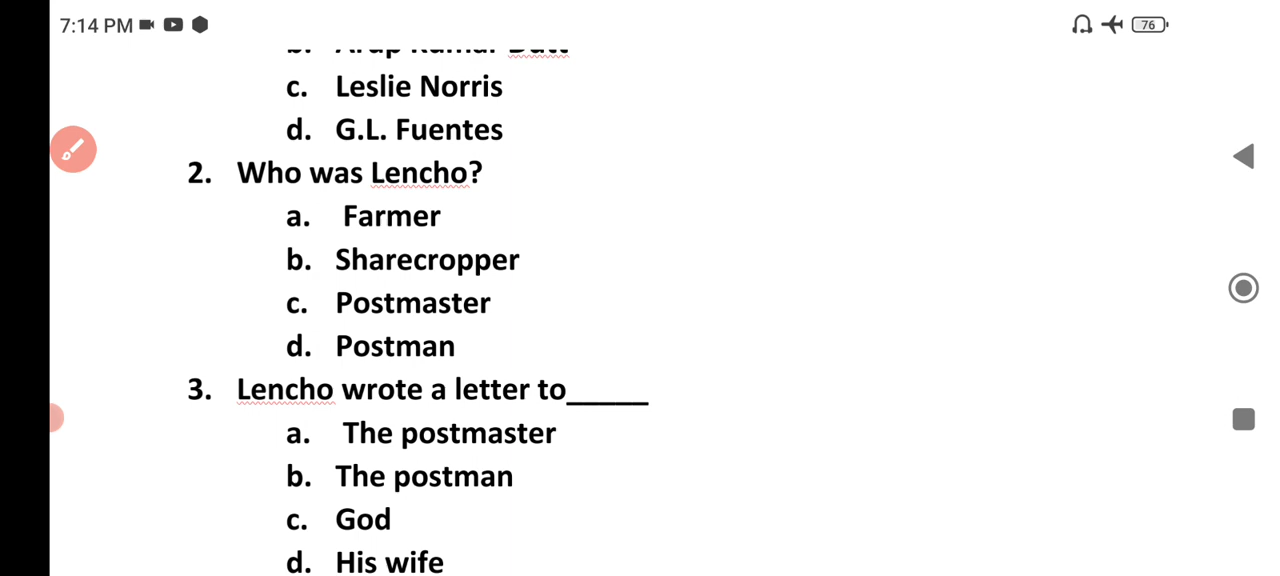 7:14 PM 76
c. Leslie Norris
d. G.L. Fuentes
2. Who was Lencho?
a. Farmer
b. Sharecropper
c. Postmaster
d. Postman
3. Lencho wrote a letter to_____
a. The postmaster
b. The postman
c. God
d. His wife